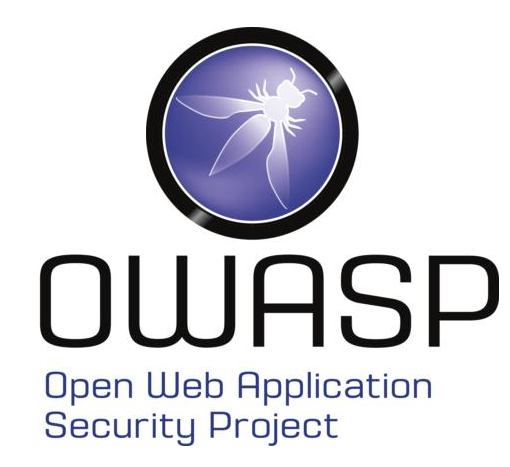 OWASP
Open Web Application
Security Project